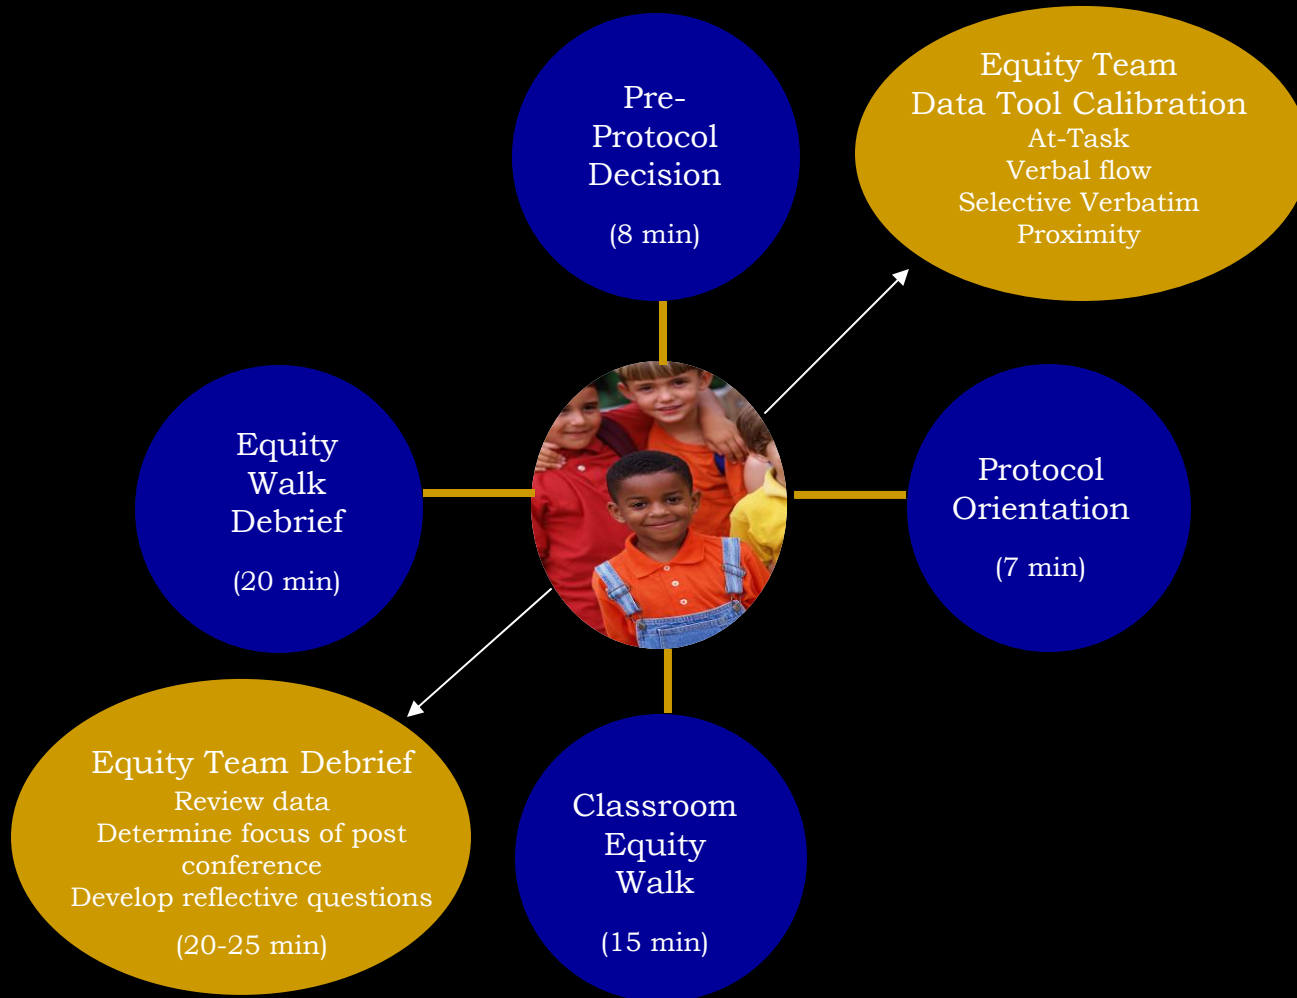 Pre-
Protocol
Decision
(8 min)
Equity Team
Data Tool Calibration
At-Task
Verbal flow
Selective Verbatim
Proximity
Equity
Walk
Debrief
(20 min)
Protocol
Orientation
(7 min)
Equity Team Debrief
Review data
Determine focus of post
conference
Develop reflective questions
(20-25 min)
Classroom
Equity
Walk
(15 min)